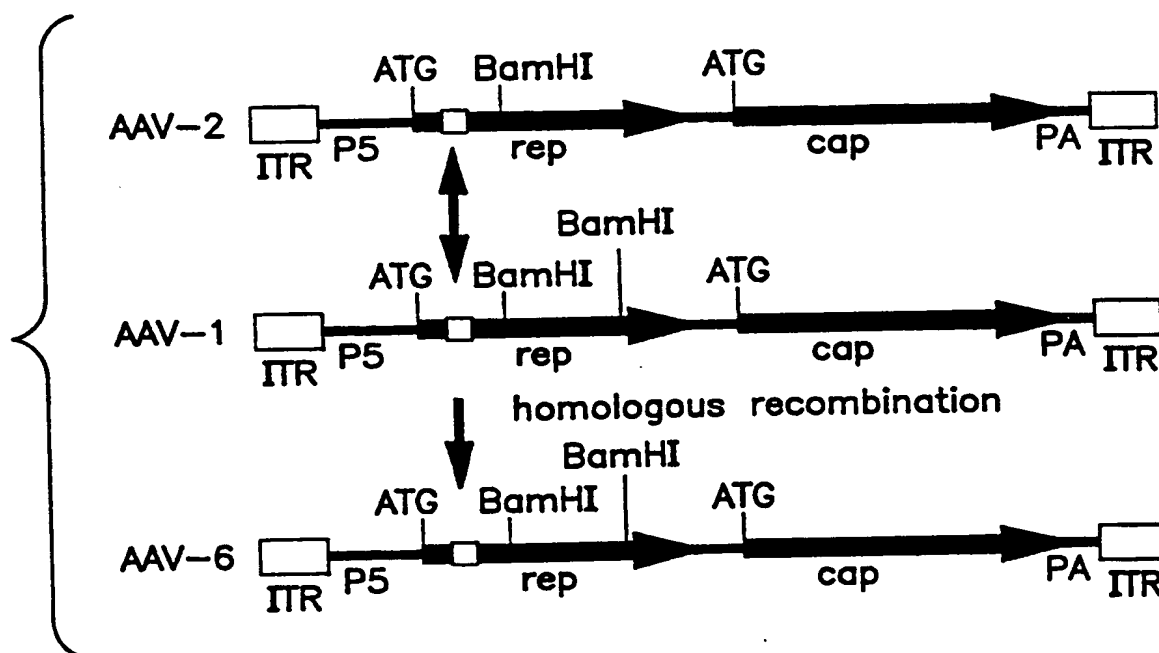 ATG BamHI ATG
AAV-2
P5 rep cap PA
ITR ITR
BamHI
ATG BamHI ATG
AAV-1
P5 rep cap PA
ITR ITR
homologous recombination
BamHI
ATG BamHI ATG
AAV-6
P5 rep cap PA
ITR ITR